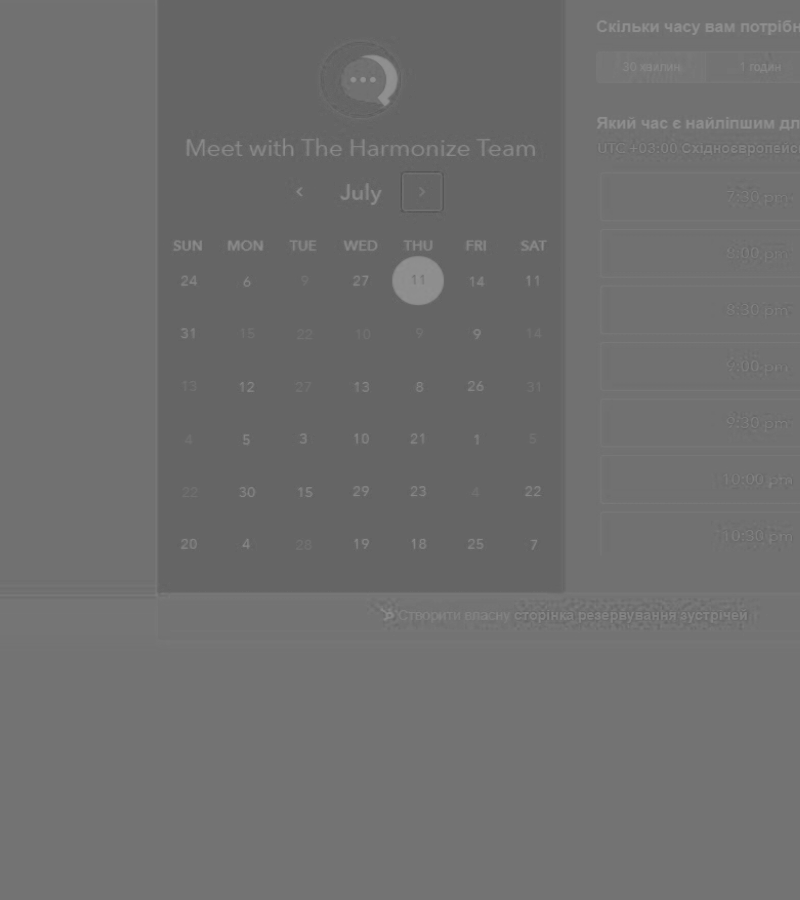 Скільки часу вам потрібн
30 хвилин
1 годин
Який час є найліпшим дл
UTC +03:00 Східноєвропейсь
7:30 pm
8:00 pm
8:30 pm
9:00 pm
9:30 pm
10:00 pm
10:30 pm
Meet with The Harmonize Team
July
SUN MON TUE WED THU FRI SAT
24 6 9 27 11 14 11
31 15 22 10 9 9 14
13 12 27 13 8 26 31
4 5 3 10 21 1 5
22 30 15 29 23 4 22
20 4 28 19 18 25 7
Створити власну сторінка резервування зустрічей